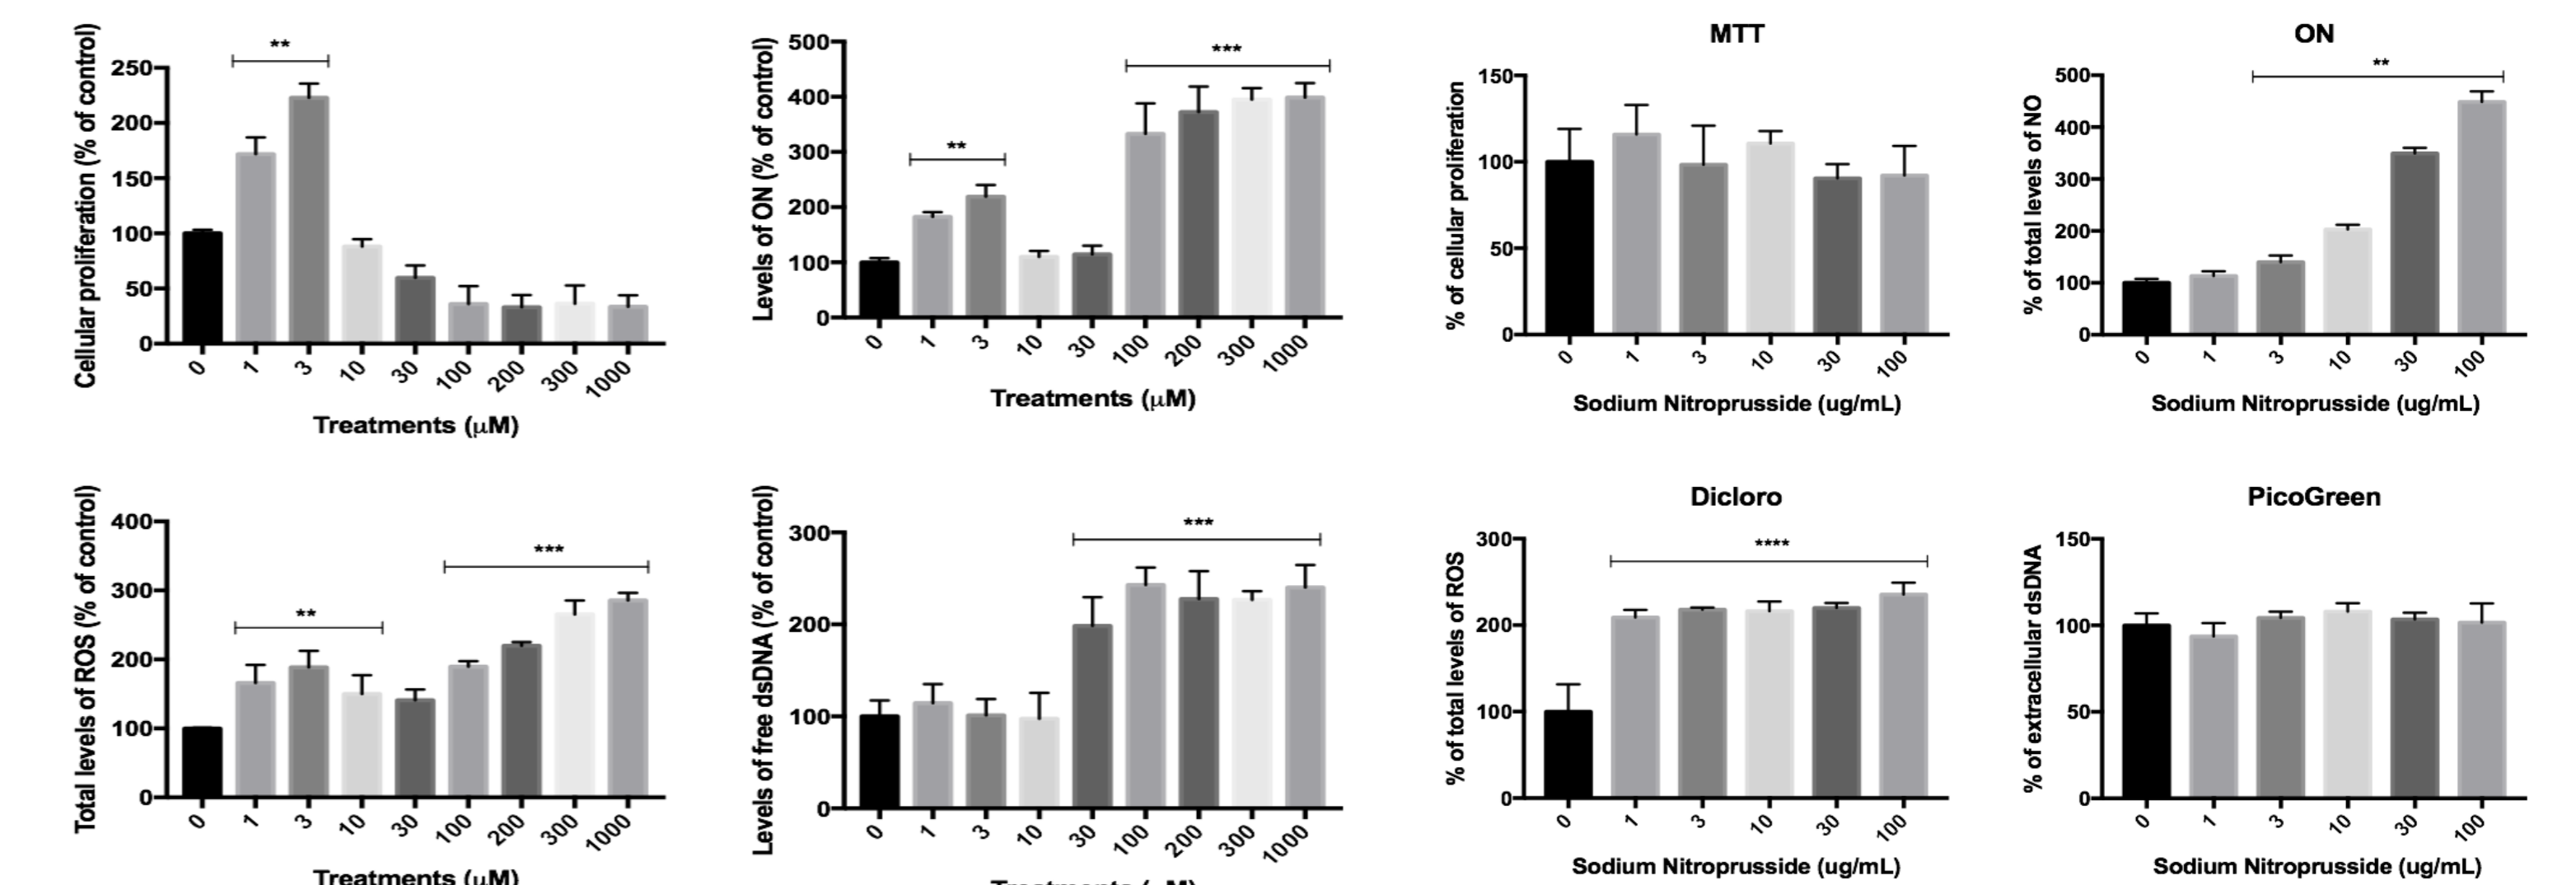 Cellular proliferation (% of control)
**
250
200
150
100
50
0
0 1 3 10 30 100 200 300 1000
Treatments (μM)
Levels of ON (% of control)
**
***
500
400
300
200
100
0
0 1 3 10 30 100 200 300 1000
Treatments (μM)
MTT
% of cellular proliferation
150
100
50
0
0 1 3 10 30 100
Sodium Nitroprusside (ug/mL)
ON
% of total levels of NO
**
500
400
300
200
100
0
0 1 3 10 30 100
Sodium Nitroprusside (ug/mL)
Total levels of ROS (% of control)
**
***
400
300
200
100
0
0 1 3 10 30 100 200 300 1000
Treatments (μM)
Levels of free dsDNA (% of control)
***
300
200
100
0
0 1 3 10 30 100 200 300 1000
Dicloro
% of total levels of ROS
****
300
200
100
0
0 1 3 10 30 100
Sodium Nitroprusside (ug/mL)
PicoGreen
% of extracellular dsDNA
150
100
50
0
0 1 3 10 30 100
Sodium Nitroprusside (ug/mL)